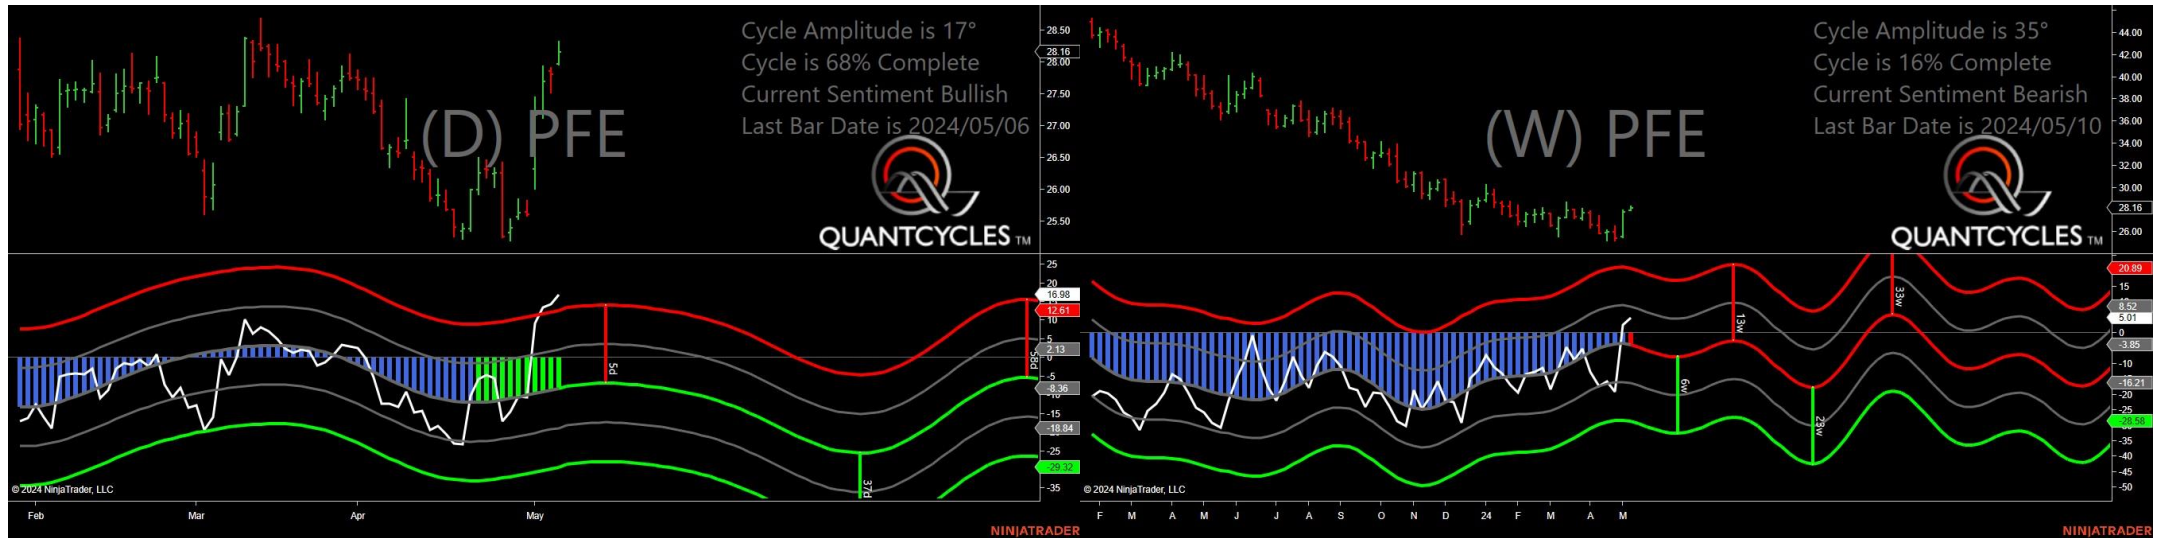 Cycle Amplitude is 17°
Cycle is 68% Complete
Current Sentiment Bullish
Last Bar Date is 2024/05/06
(D) PFE
QUANTCYCLES TM
28.50
28.16
28.00
27.50
27.00
26.50
26.00
25.50
25
20
16.98
12.61
10
5
2.13
-5
-8.36
-15
-18.84
-25
-29.32
-35
5d
37d
58d
© 2024 NinjaTrader, LLC
Feb Mar Apr May
NINJATRADER
Cycle Amplitude is 35°
Cycle is 16% Complete
Current Sentiment Bearish
Last Bar Date is 2024/05/10
(W) PFE
QUANTCYCLES TM
44.00
42.00
40.00
38.00
36.00
34.00
32.00
30.00
28.16
26.00
20.89
15
8.52
5.01
0
-3.85
-10
-16.21
-20
-25
-28.58
-35
-40
-45
-50
6w
13w
23w
33w
© 2024 NinjaTrader, LLC
F M A M J J A S O N D 24 F M A M
NINJATRADER